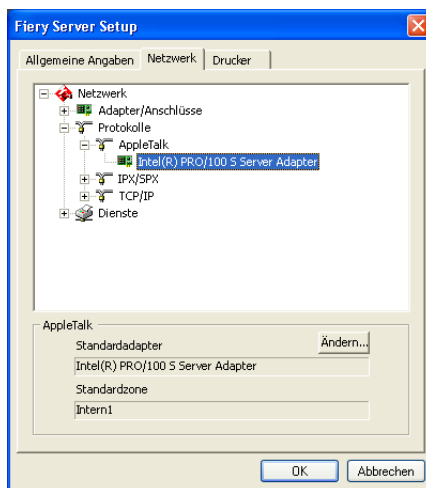 Fiery Server Setup
Allgemeine Angaben Netzwerk Drucker
Netzwerk
Adapter/Anschlüsse
Protokolle
AppleTalk
Intel(R) PRO/100 S Server Adapter
IPX/SPX
TCP/IP
Dienste
AppleTalk
Standardadapter Ändern...
Intel(R) PRO/100 S Server Adapter
Standardzone
Intern1
OK Abbrechen